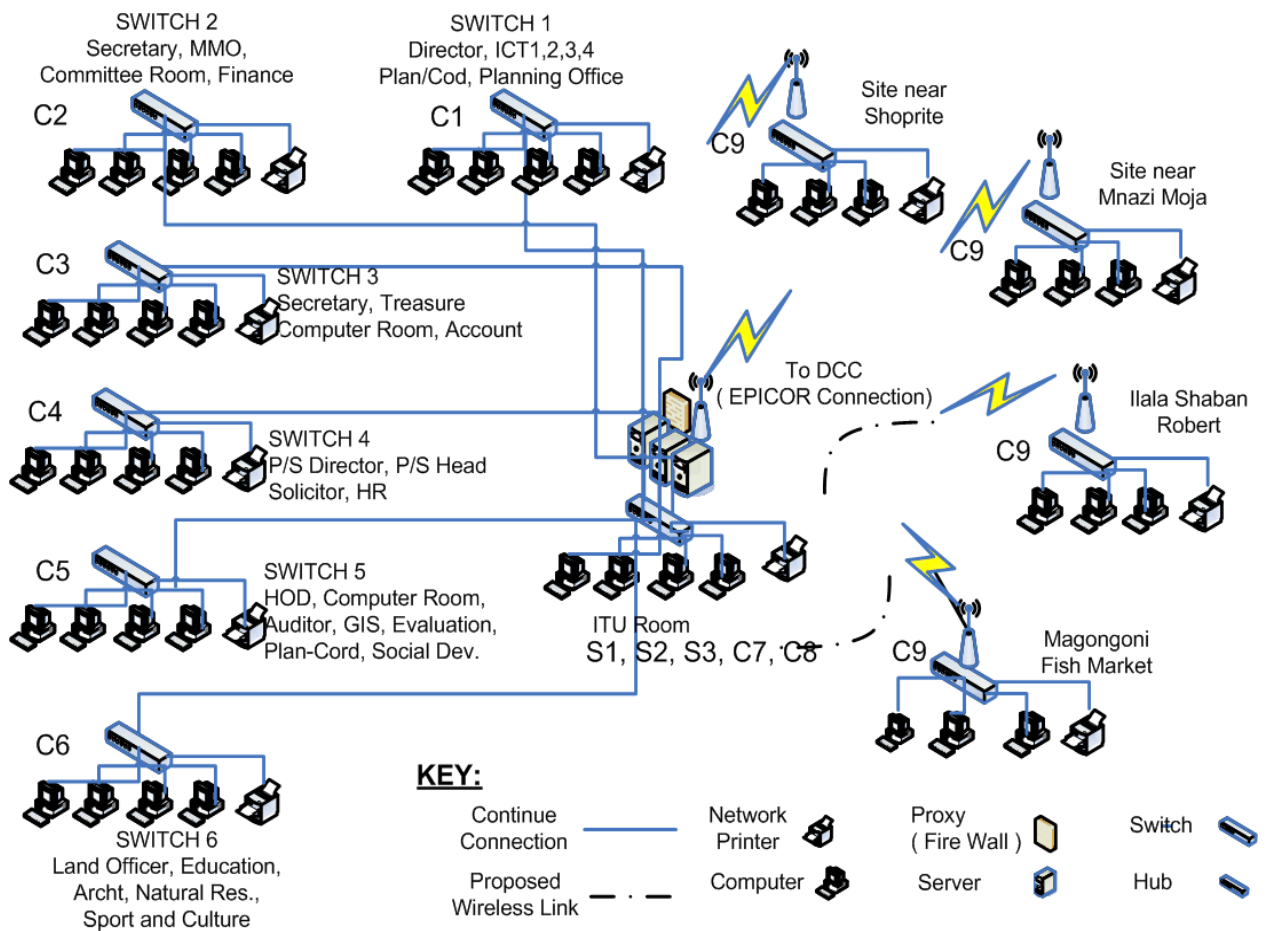 SWITCH 2
Secretary, MMO,
Committee Room, Finance
C2
SWITCH 1
Director, ICT1,2,3,4
Plan/Cod, Planning Office
C1
C9
Site near
Shoprite
C9
Site near
Mnazi Moja
C3
SWITCH 3
Secretary, Treasure
Computer Room, Account
To DCC
( EPICOR Connection)
C4
SWITCH 4
P/S Director, P/S Head
Solicitor, HR
C9
Ilala Shaban
Robert
C5
SWITCH 5
HOD, Computer Room,
Auditor, GIS, Evaluation,
Plan-Cord, Social Dev.
ITU Room
S1, S2, S3, C7, C8
C9
Magongoni
Fish Market
C6
SWITCH 6
Land Officer, Education,
Archt, Natural Res.,
Sport and Culture
KEY:
Continue
Connection
Network
Printer
Proxy
( Fire Wall )
Switch
Proposed
Wireless Link
Computer
Server
Hub